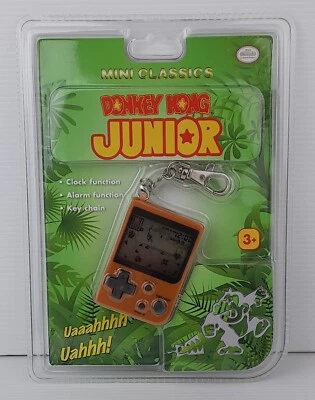 MINI CLASSICS
DONKEY KONG
JUNIOR
• Clock function
• Alarm function
• Key chain
3+
Uaaahhhh
Uahhh!